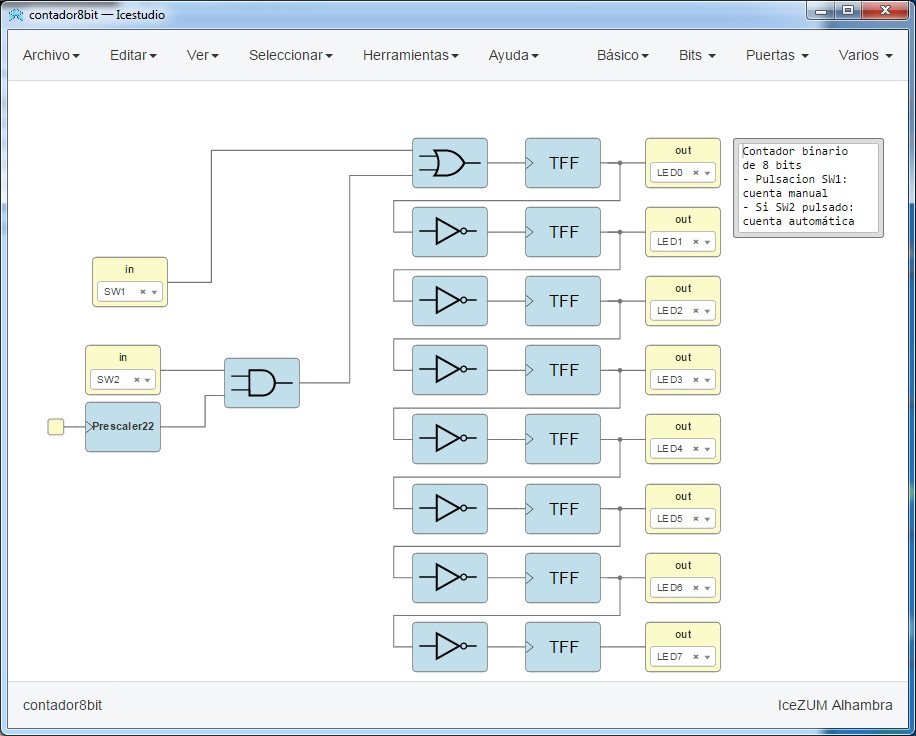 contador8bit — Icestudio
Archivo Editar Ver Seleccionar Herramientas Ayuda Básico Bits Puertas Varios
in
SW1
in
SW2
Prescaler22
TFF
out
LED0
TFF
out
LED1
TFF
out
LED2
TFF
out
LED3
TFF
out
LED4
TFF
out
LED5
TFF
out
LED6
TFF
out
LED7
Contador binario
de 8 bits
- Pulsacion SW1:
cuenta manual
- Si SW2 pulsado:
cuenta automática
contador8bit
IceZUM Alhambra